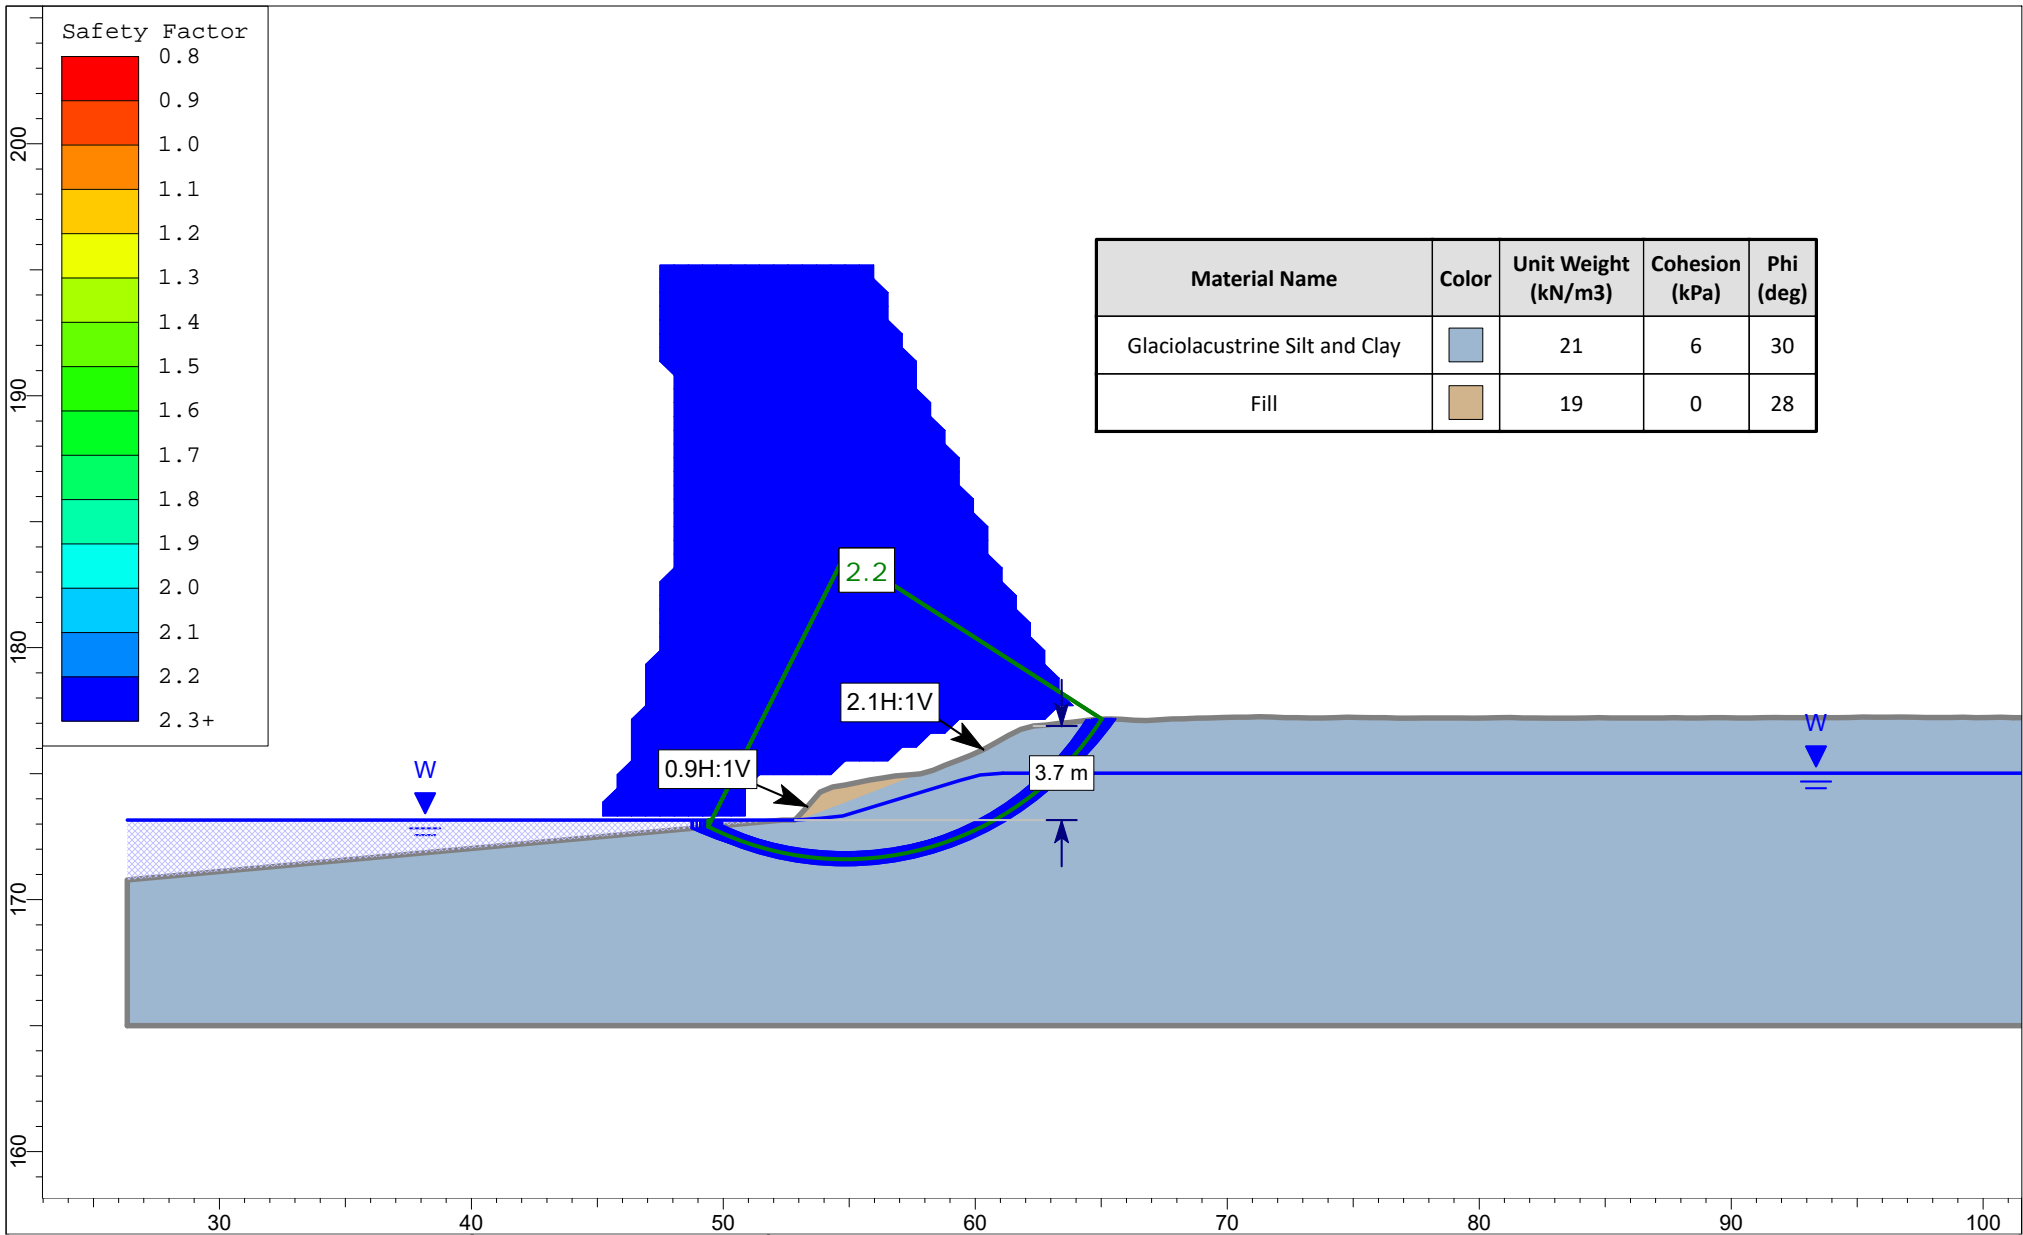 Safety Factor
0.8
0.9
1.0
1.1
1.2
1.3
1.4
1.5
1.6
1.7
1.8
1.9
2.0
2.1
2.2
2.3+
Material Name Color Unit Weight (kN/m3) Cohesion (kPa) Phi (deg)
Glaciolacustrine Silt and Clay 21 6 30
Fill 19 0 28
2.2
2.1H:1V
0.9H:1V
3.7 m
W
W
200
190
180
170
160
30 40 50 60 70 80 90 100